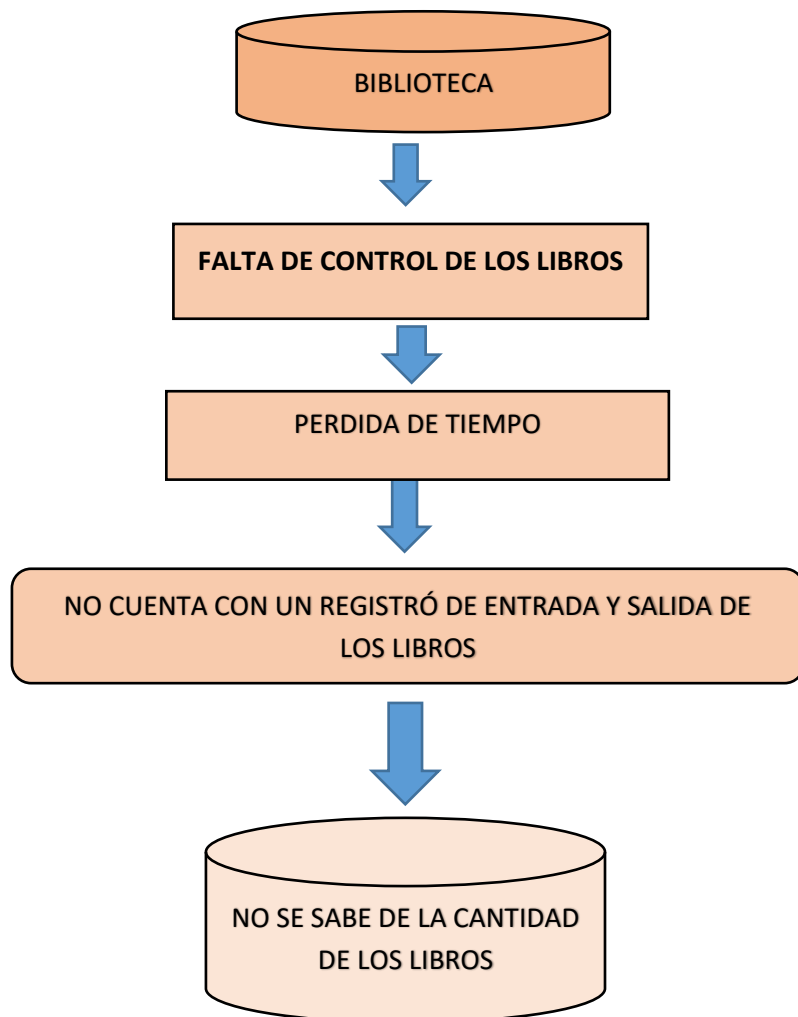 BIBLIOTECA
FALTA DE CONTROL DE LOS LIBROS
PERDIDA DE TIEMPO
NO CUENTA CON UN REGISTRÓ DE ENTRADA Y SALIDA DE
LOS LIBROS
NO SE SABE DE LA CANTIDAD
DE LOS LIBROS